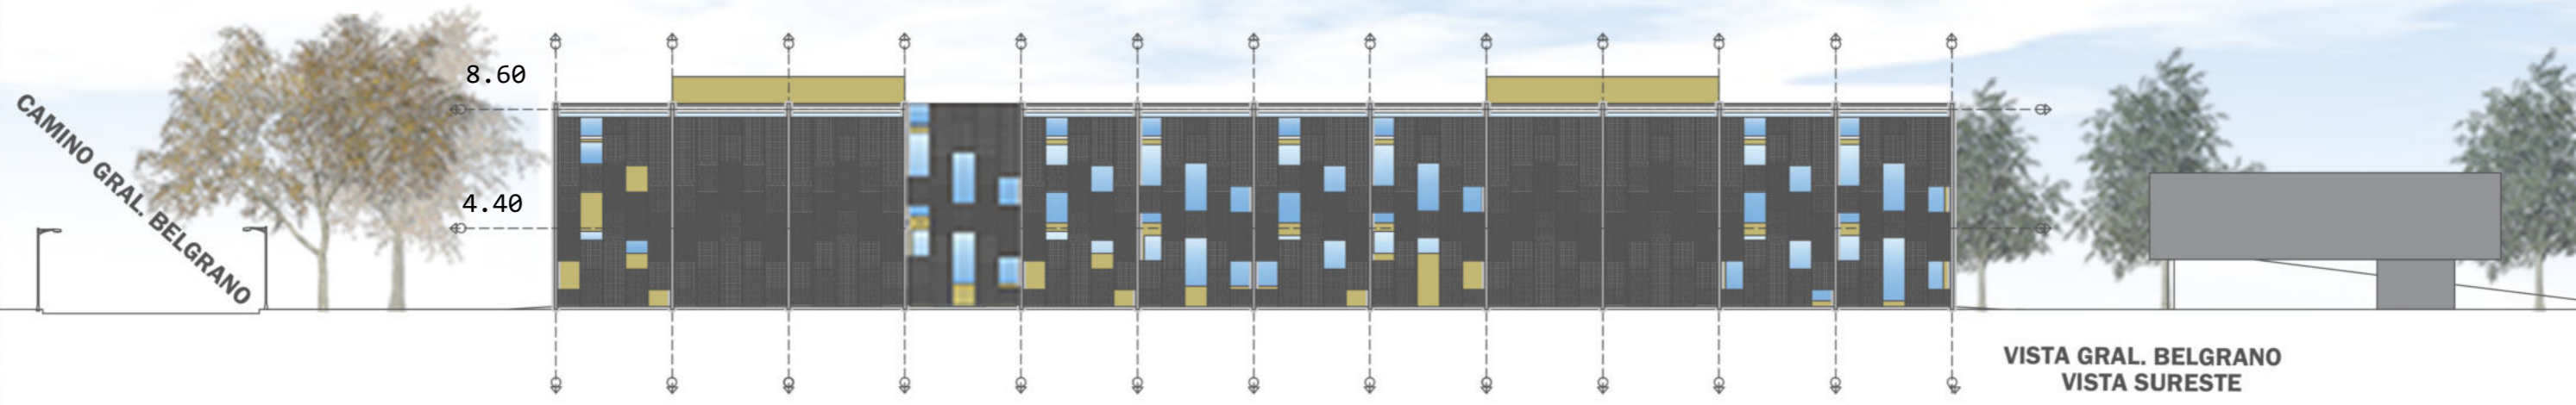 8.60
CAMINO GRAL. BELGRANO
4.40
VISTA GRAL. BELGRANO
VISTA SURESTE